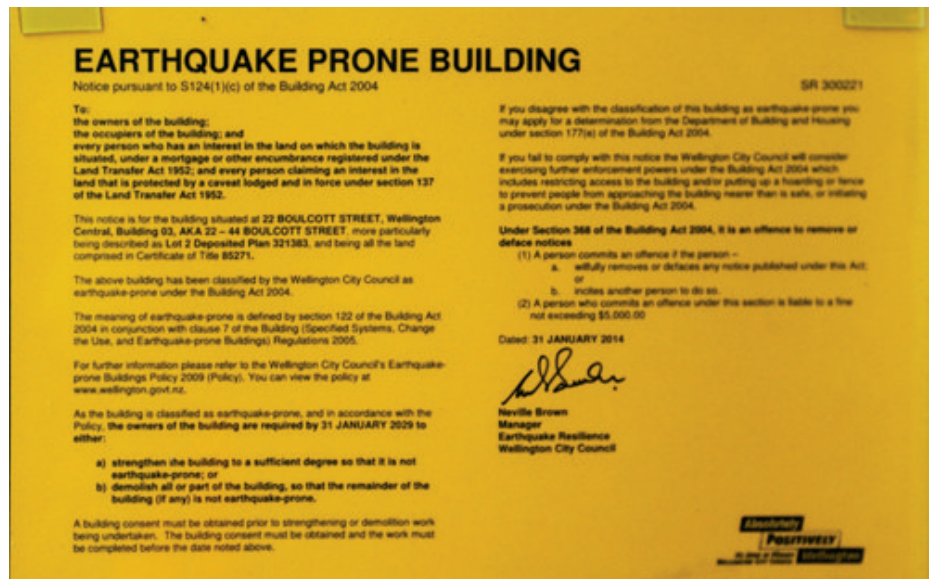 EARTHQUAKE PRONE BUILDING
Notice pursuant to S124(1)(c) of the Building Act 2004
SR 300221
To:
the owners of the building;
the occupiers of the building; and
every person who has an interest in the land on which the building is
situated, under a mortgage or other encumbrance registered under the
Land Transfer Act 1952; and every person claiming an interest in the
land that is protected by a caveat lodged and in force under section 137
of the Land Transfer Act 1952.
This notice is for the building situated at 22 BOULCOTT STREET, Wellington
Central, Building 03, AKA 22 – 44 BOULCOTT STREET, more particularly
being described as Lot 2 Deposited Plan 321383, and being all the land
comprised in Certificate of Title 85271.
The above building has been classified by the Wellington City Council as
earthquake-prone under the Building Act 2004.
The meaning of earthquake-prone is defined by section 122 of the Building Act
2004 in conjunction with clause 7 of the Building (Specified Systems, Change
the Use, and Earthquake-prone Buildings) Regulations 2005.
For further information please refer to the Wellington City Council's Earthquake-
prone Buildings Policy 2009 (Policy). You can view the policy at
www.wellington.govt.nz.
As the building is classified as earthquake-prone, and in accordance with the
Policy, the owners of the building are required by 31 JANUARY 2029 to
either:
a) strengthen the building to a sufficient degree so that it is not
earthquake-prone; or
b) demolish all or part of the building, so that the remainder of the
building (if any) is not earthquake-prone.
A building consent must be obtained prior to strengthening or demolition work
being undertaken. The building consent must be obtained and the work must
be completed before the date noted above.
If you disagree with the classification of this building as earthquake-prone you
may apply for a determination from the Department of Building and Housing
under section 177(e) of the Building Act 2004.
If you fail to comply with this notice the Wellington City Council will consider
exercising further enforcement powers under the Building Act 2004 which
includes restricting access to the building and/or putting up a hoarding or fence
to prevent people from approaching the building nearer than is safe, or initiating
a prosecution under the Building Act 2004.
Under Section 368 of the Building Act 2004, it is an offence to remove or
deface notices
(1) A person commits an offence if the person –
a. wilfully removes or defaces any notice published under this Act;
or
b. incites another person to do so.
(2) A person who commits an offence under this section is liable to a fine
not exceeding $5,000.00
Dated: 31 JANUARY 2014
Neville Brown
Manager
Earthquake Resilience
Wellington City Council
Absolutely
POSITIVELY
Wellington